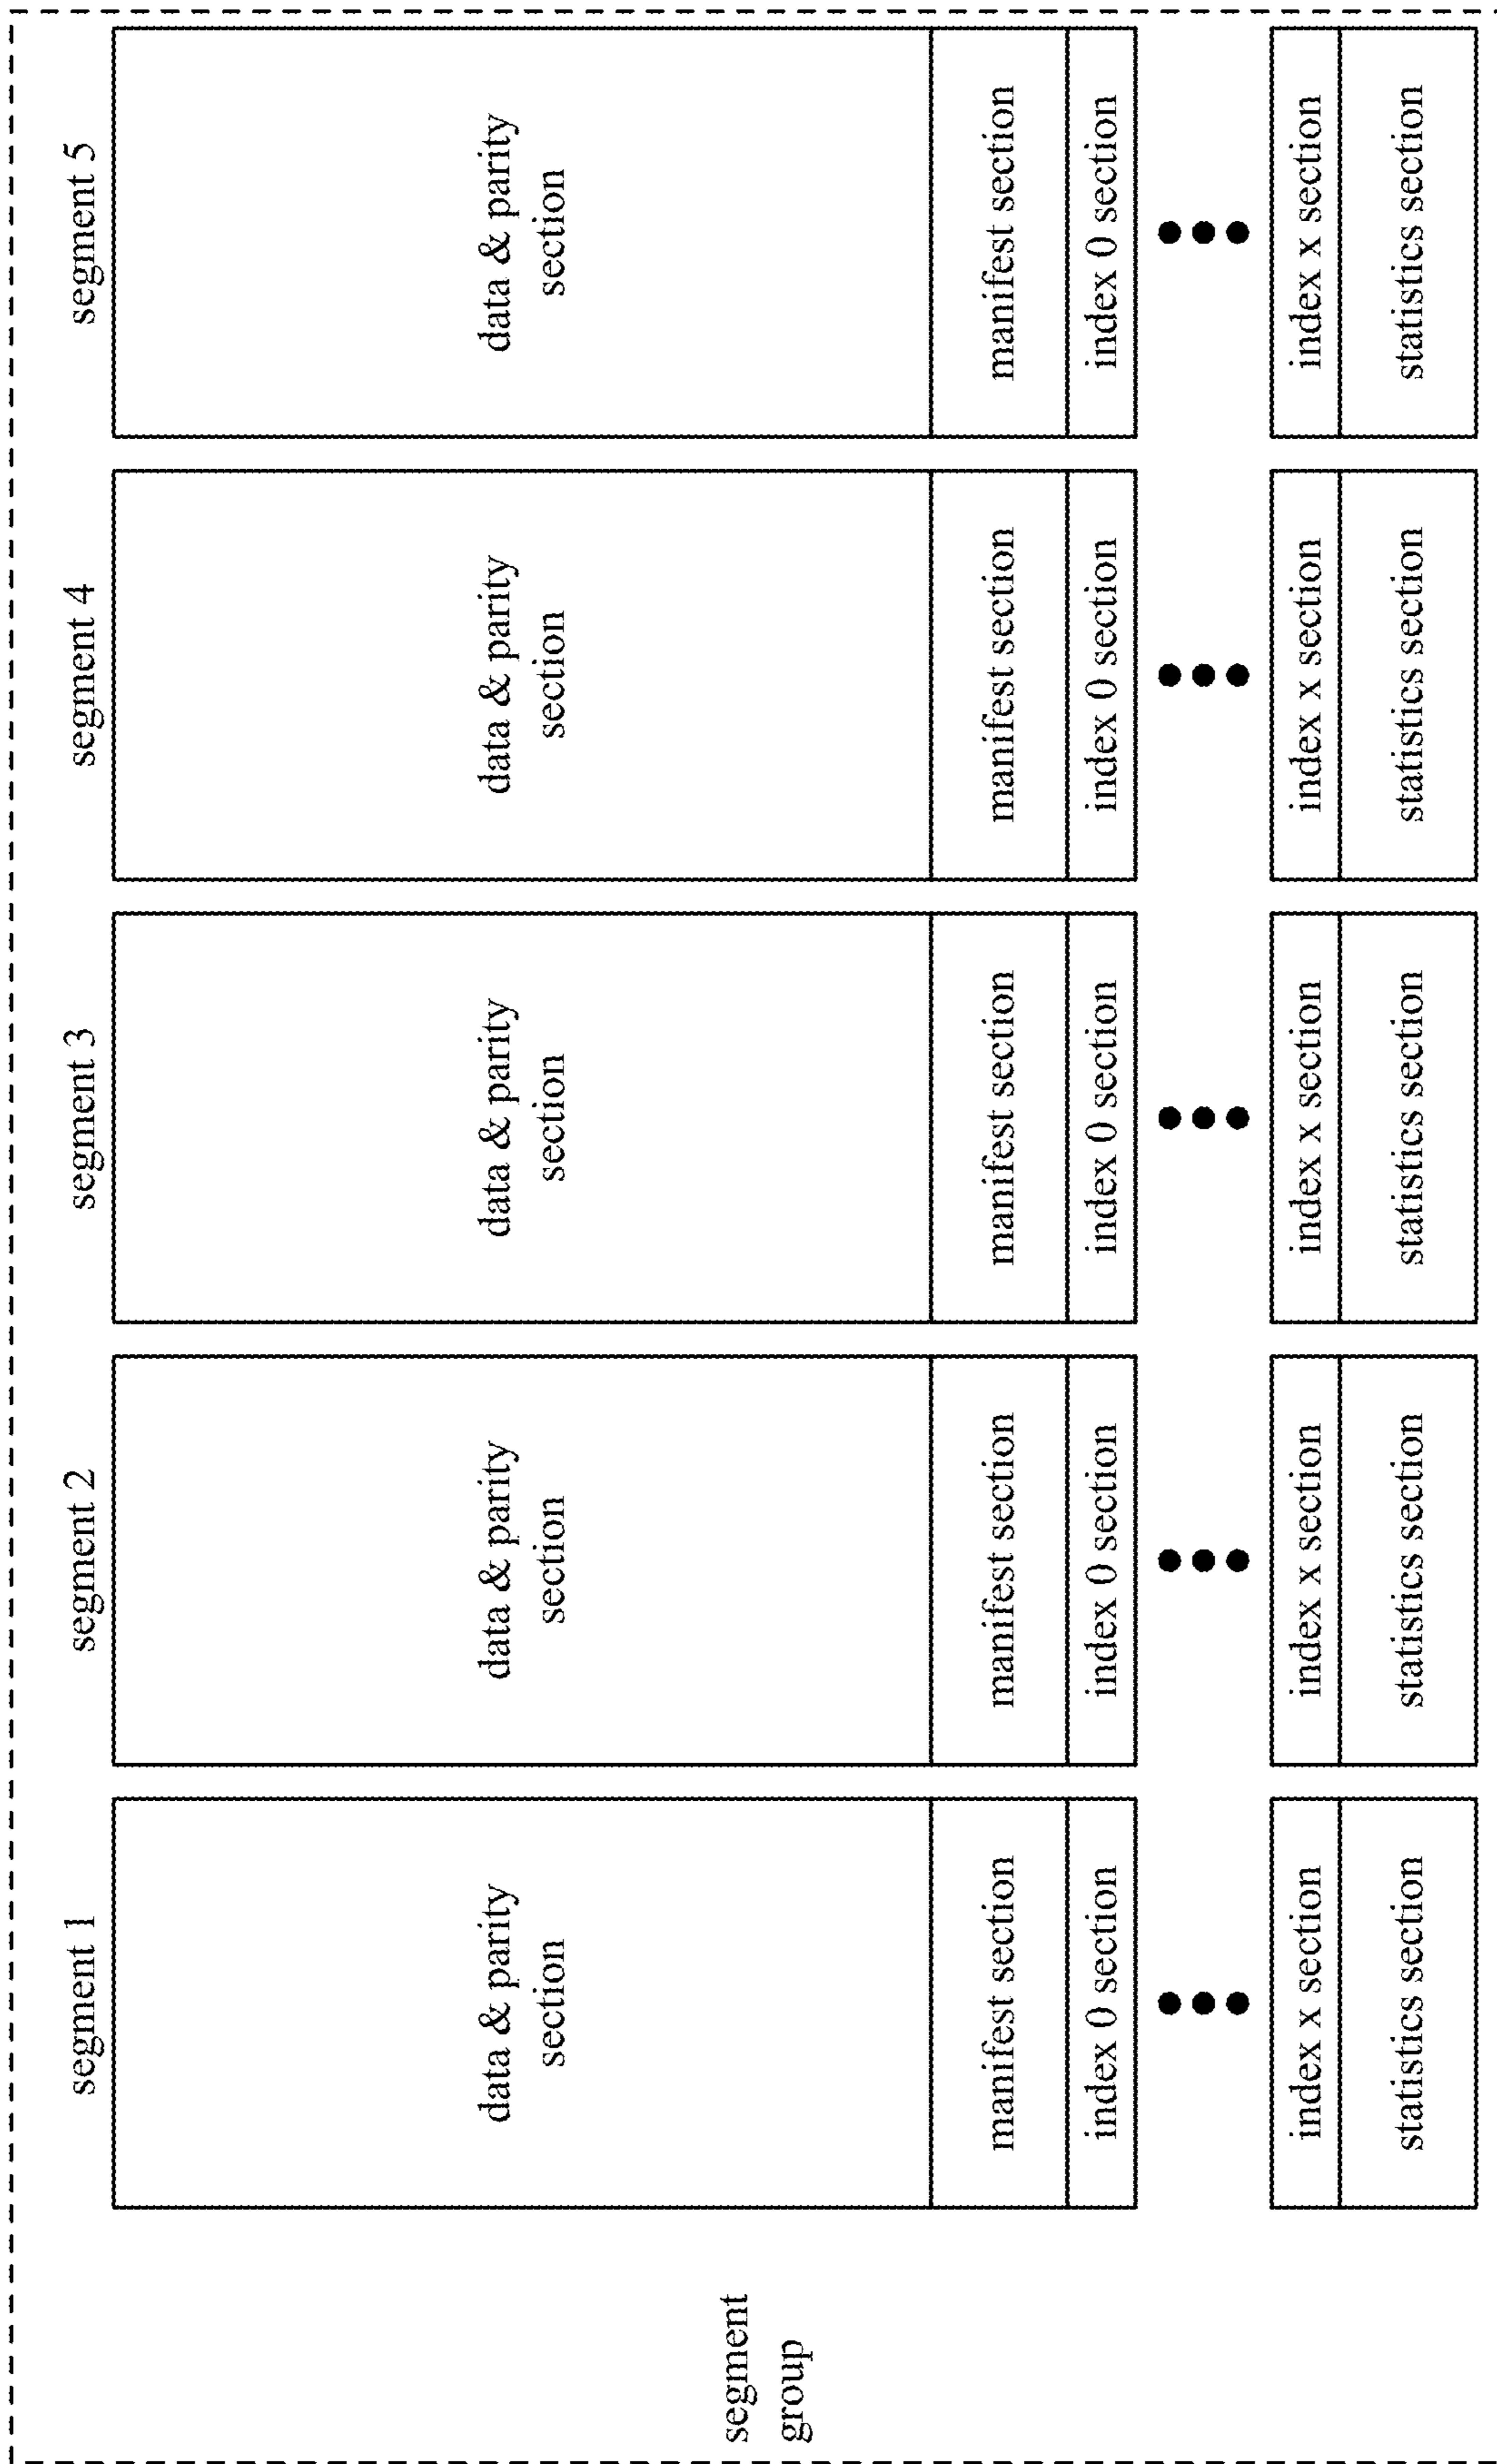 segment 1
data & parity
section
manifest section
index 0 section
index x section
statistics section
segment 2
data & parity
section
manifest section
index 0 section
index x section
statistics section
segment 3
data & parity
section
manifest section
index 0 section
index x section
statistics section
segment 4
data & parity
section
manifest section
index 0 section
index x section
statistics section
segment 5
data & parity
section
manifest section
index 0 section
index x section
statistics section
segment
group